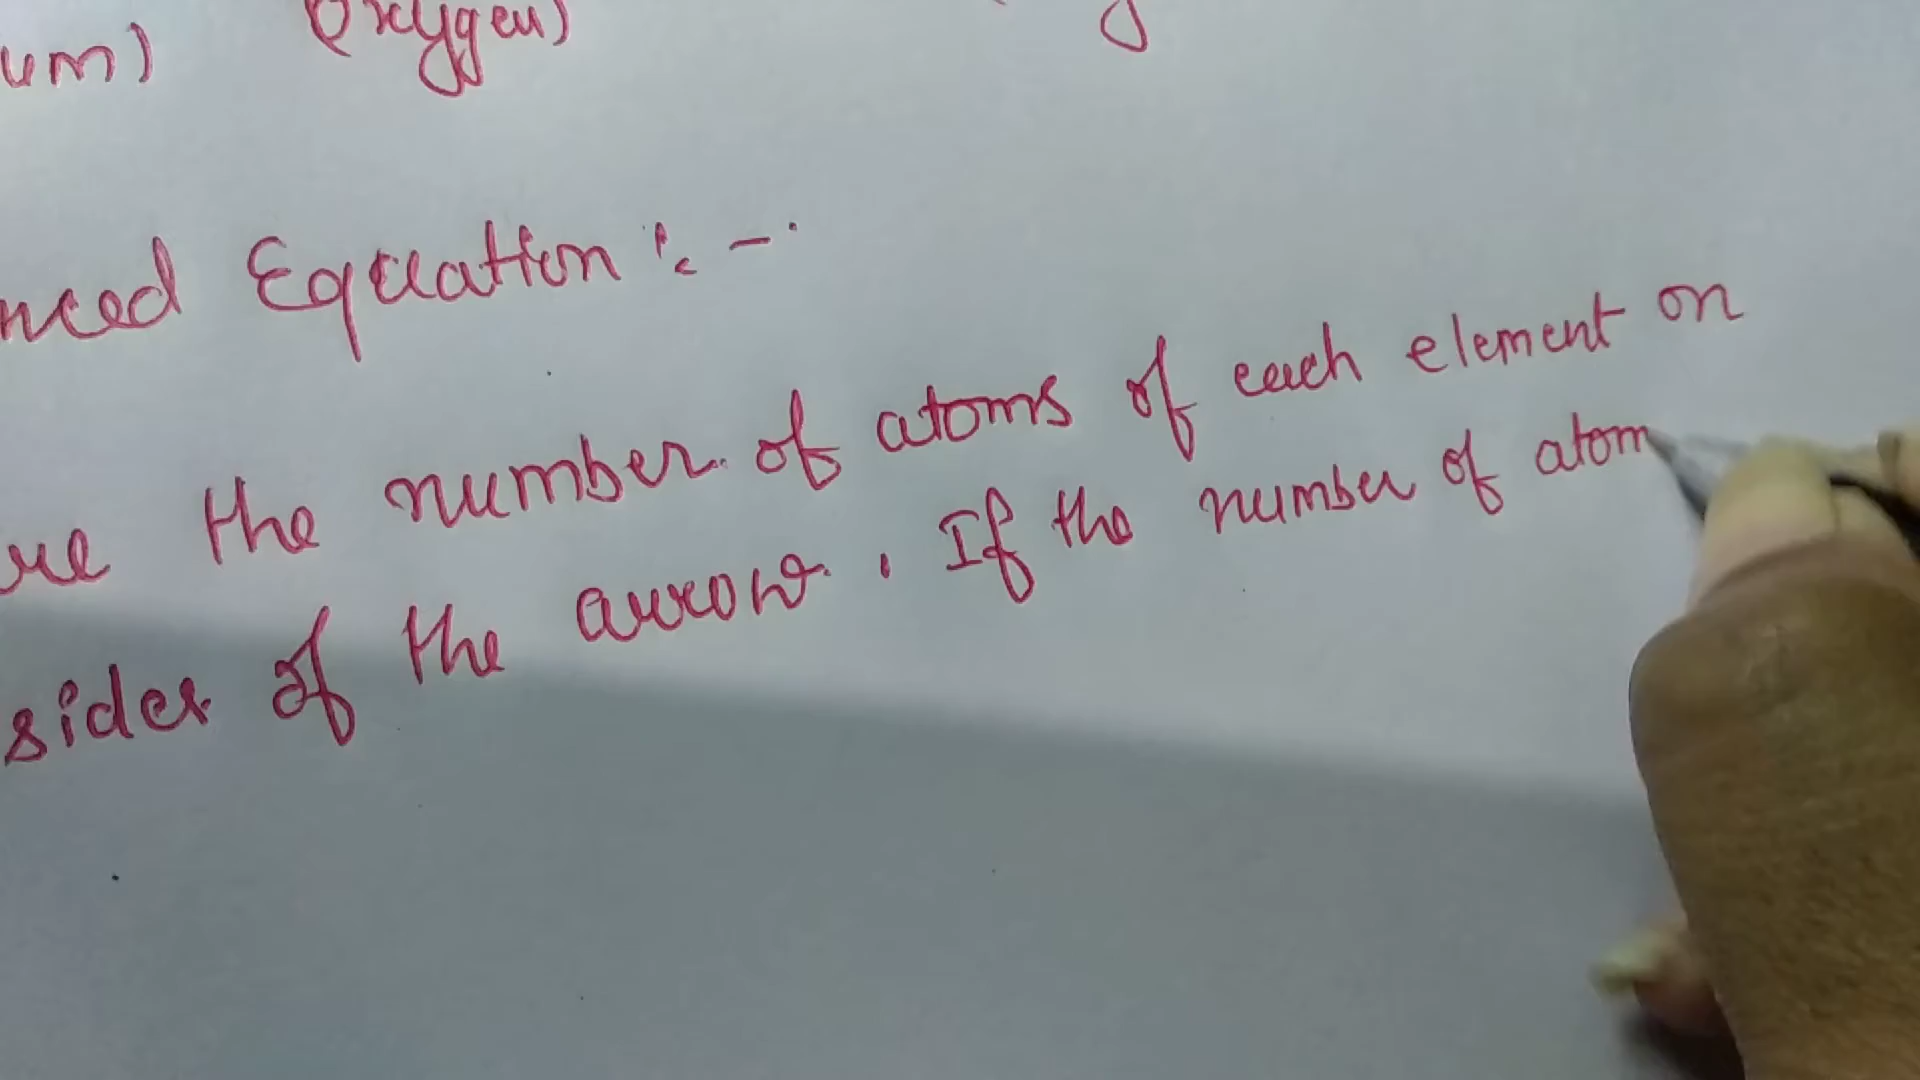 um) (Oxygen)
nced Equation :-
re the number of atoms of each element on
sides of the arrow. If the number of atom